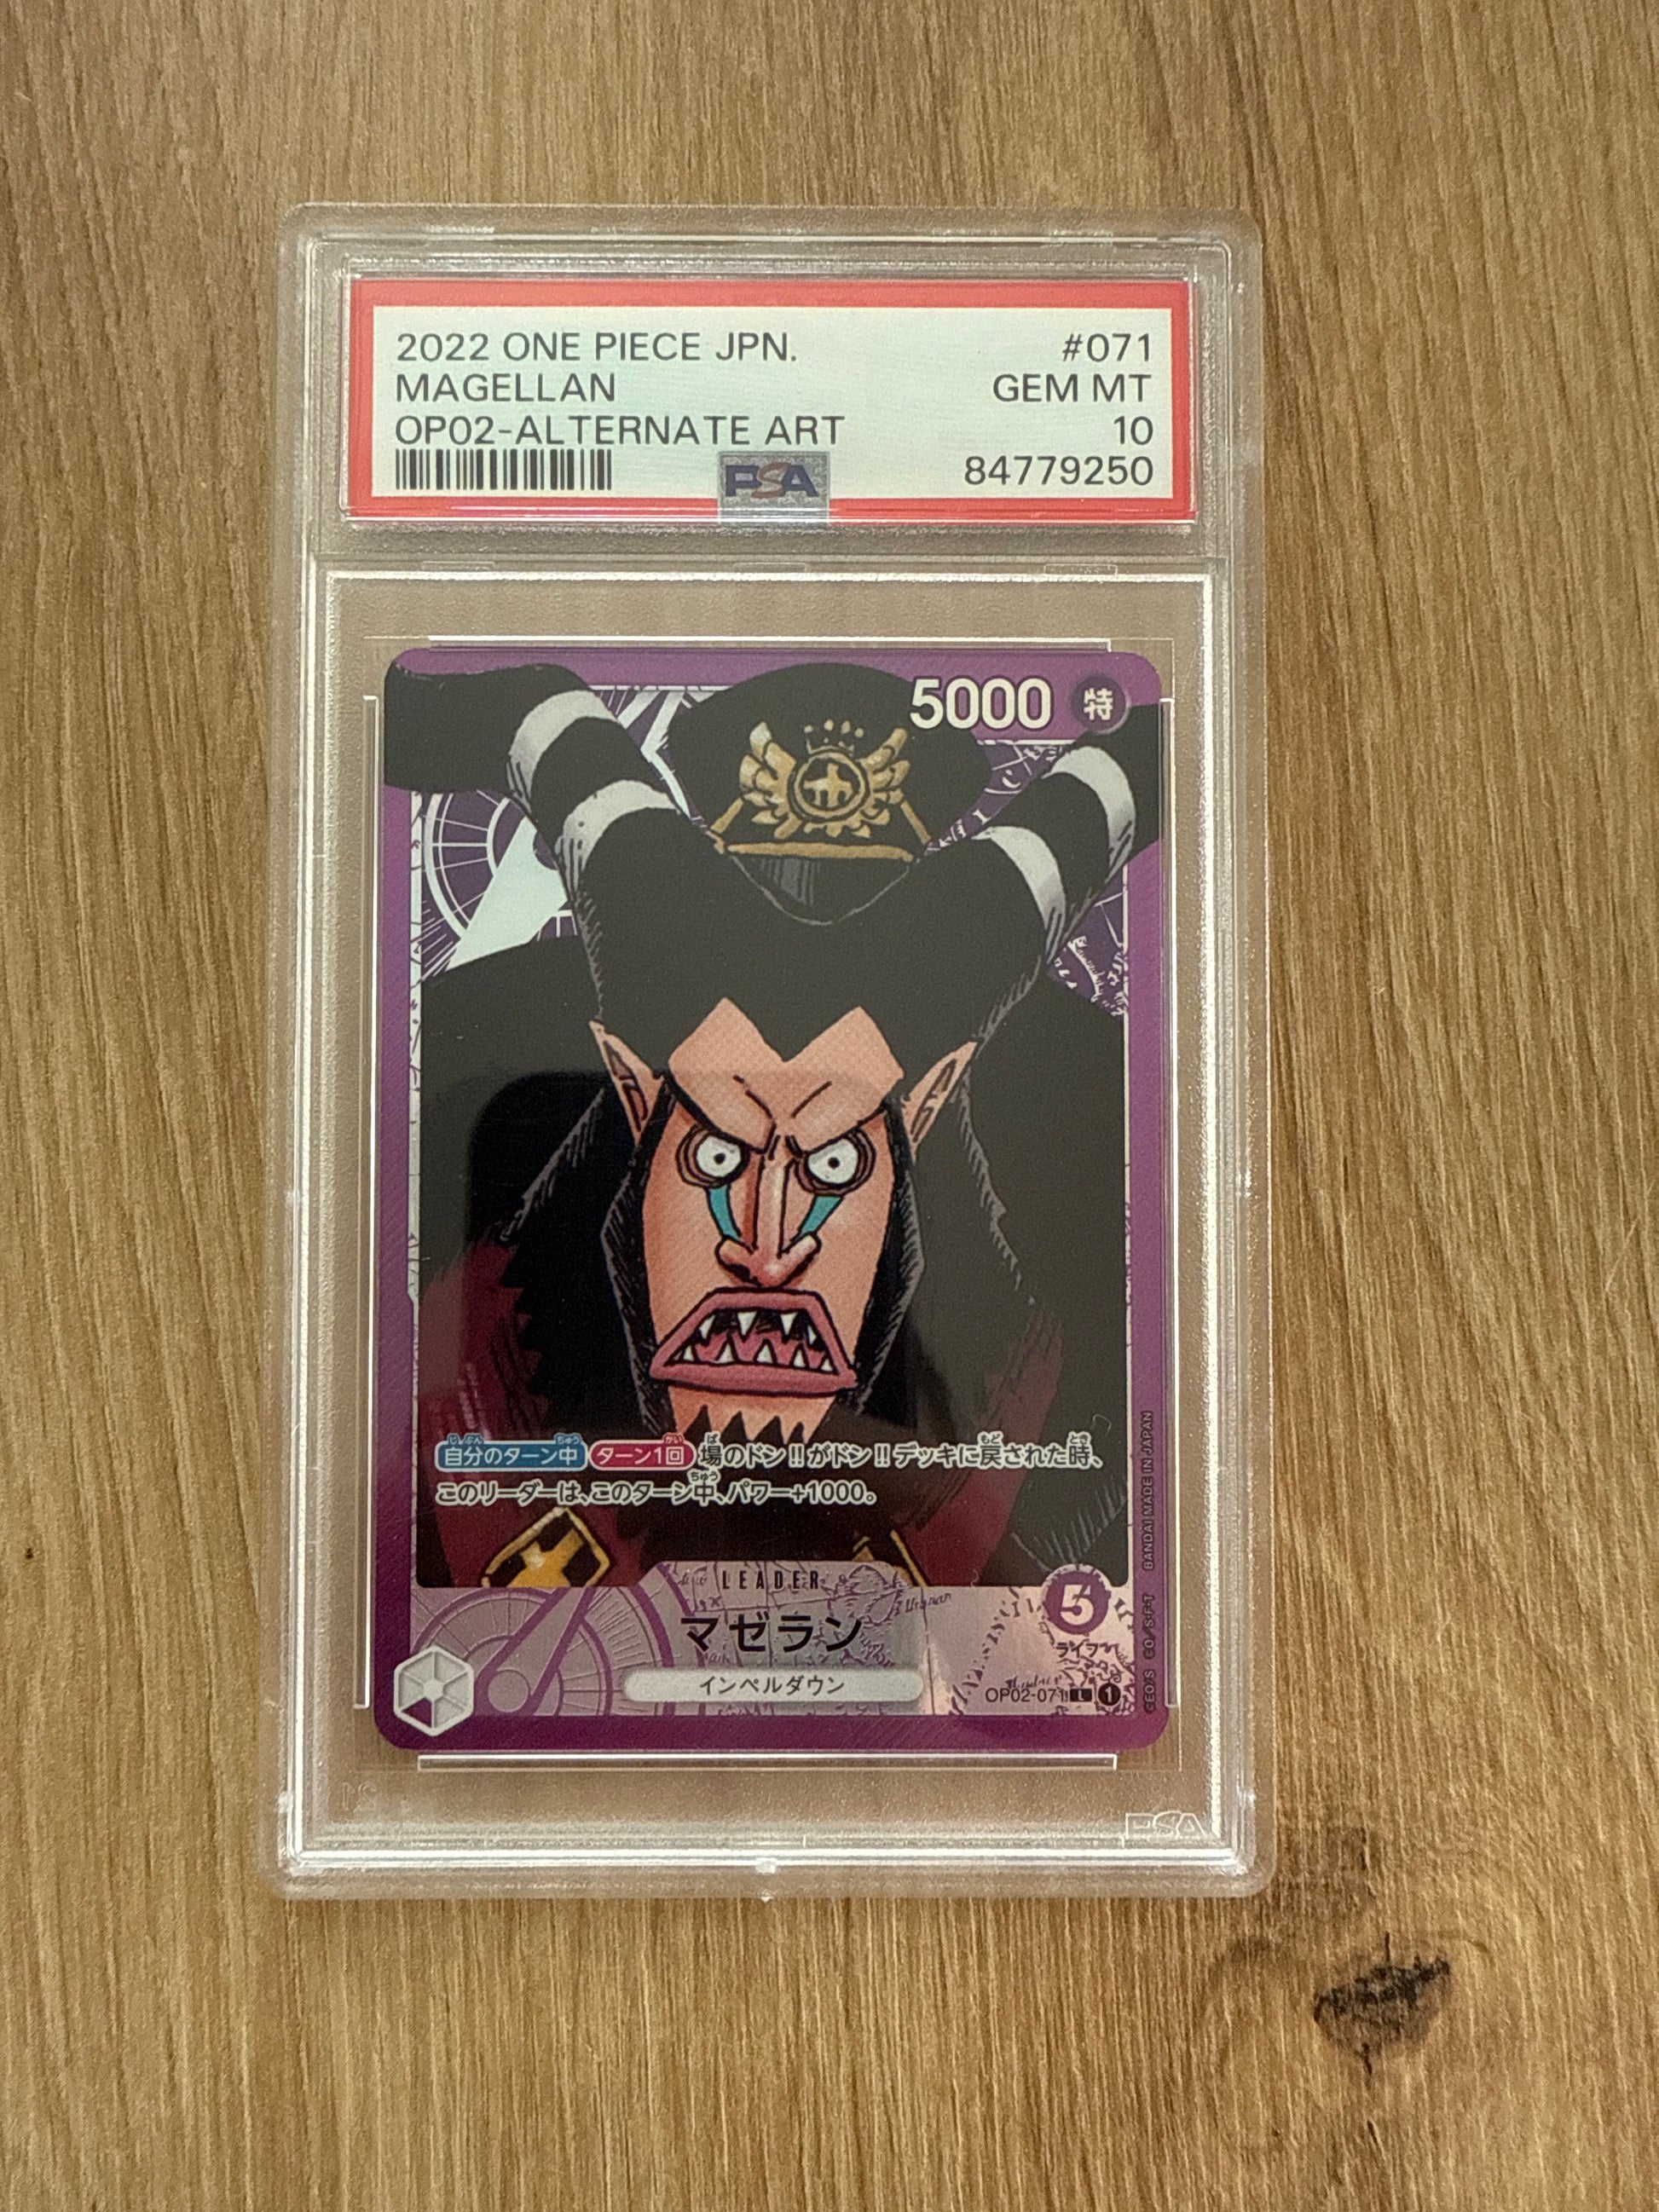 2022 ONE PIECE JPN. #071
MAGELLAN GEM MT
OP02-ALTERNATE ART 10
PSA 84779250
5000 特
自分のターン中 ターン1回 場のドン!!がドン!!デッキに戻された時、
このリーダーは、このターン中、パワー+1000。
LEADER
5
マゼラン
ライフ
インペルダウン
OP02-071 L 1
©E.O/S ©O/S・F・T BANDAI MADE IN JAPAN
PSA